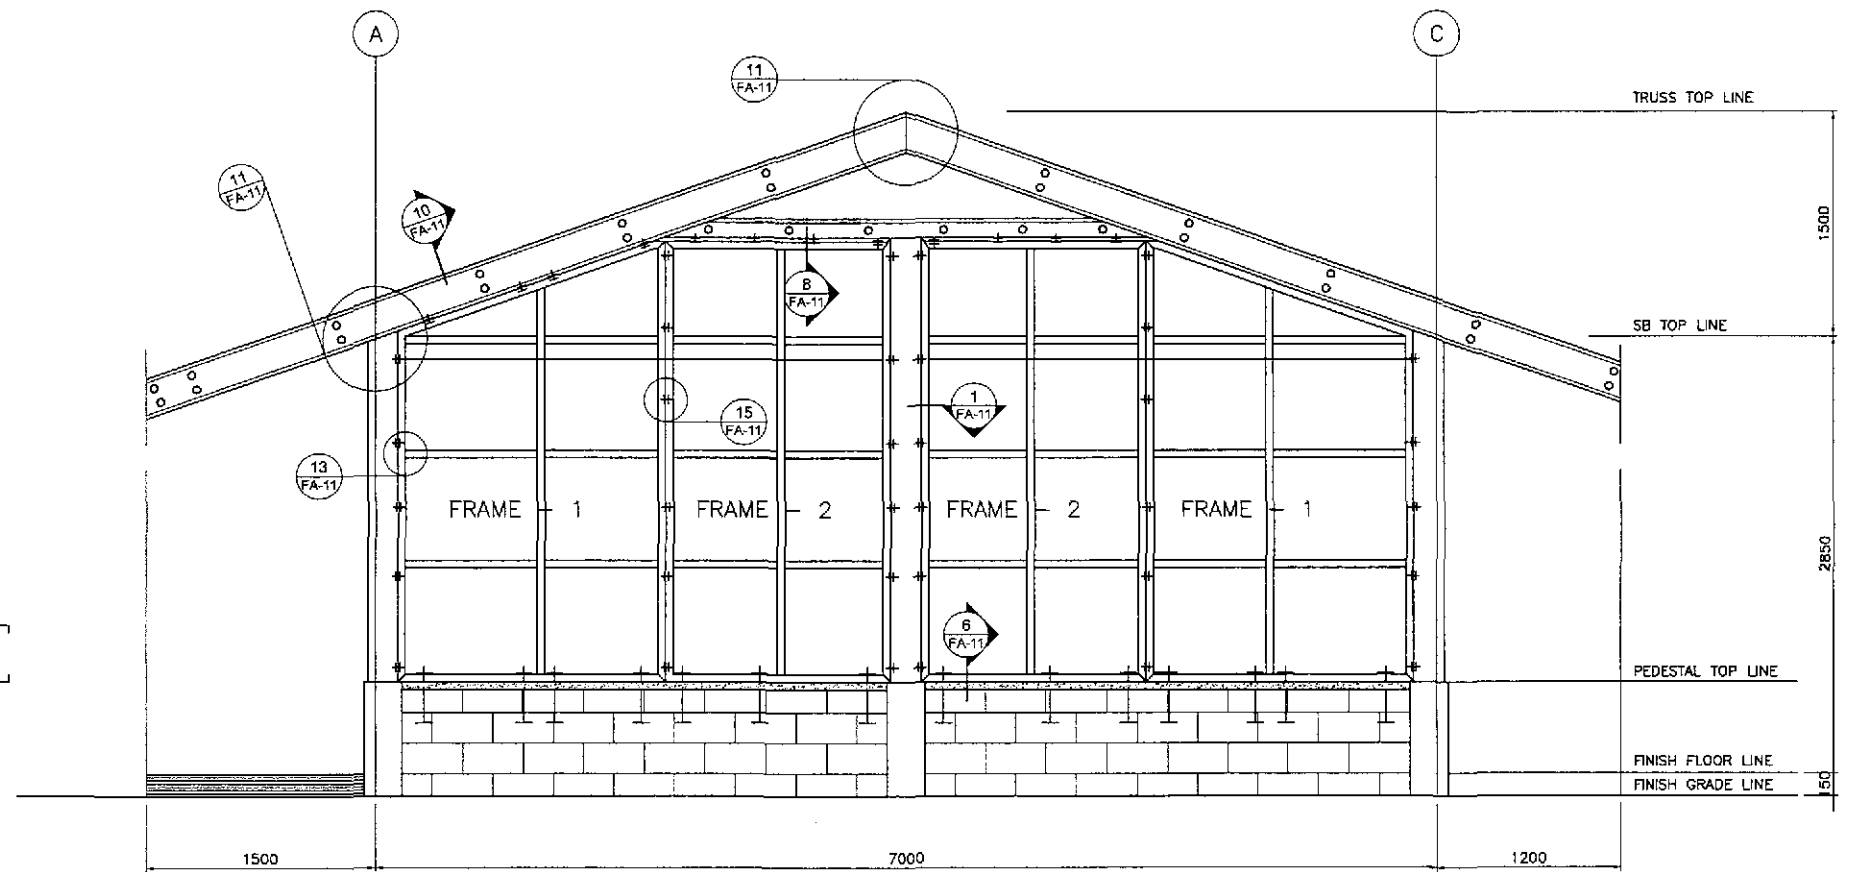 A
C
11
FA-11
TRUSS TOP LINE
11
FA-11
10
FA-11
1500
8
FA-11
SB TOP LINE
1
FA-11
15
FA-11
13
FA-11
FRAME - 1
FRAME - 2
FRAME - 2
FRAME - 1
2850
6
FA-11
PEDESTAL TOP LINE
FINISH FLOOR LINE
FINISH GRADE LINE
150
1500
7000
1200